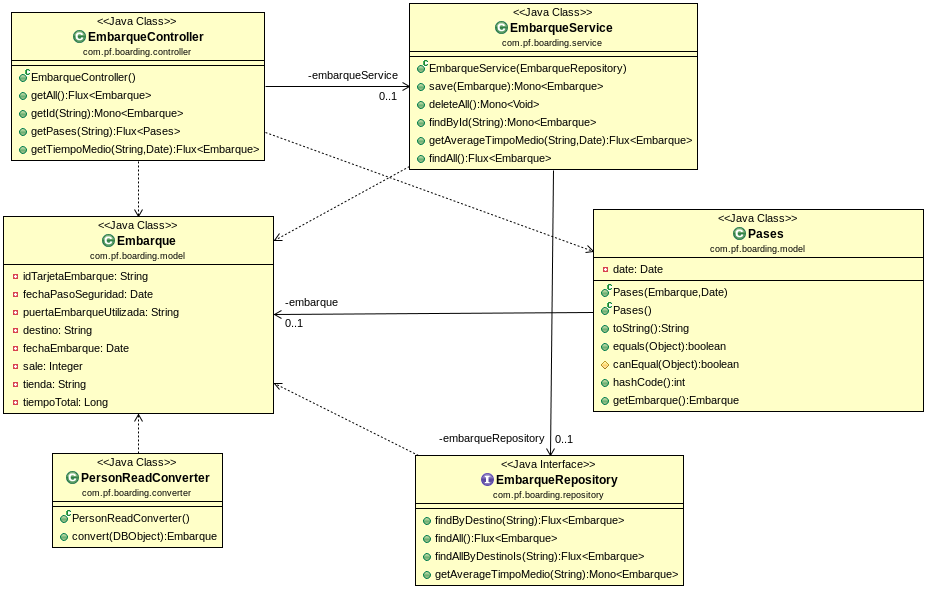 <<Java Class>>
EmbarqueController
com.pf.boarding.controller
EmbarqueController()
getAll():Flux<Embarque>
getId(String):Mono<Embarque>
getPases(String):Flux<Pases>
getTiempoMedio(String,Date):Flux<Embarque>
-embarqueService
0..1
<<Java Class>>
EmbarqueService
com.pf.boarding.service
EmbarqueService(EmbarqueRepository)
save(Embarque):Mono<Embarque>
deleteAll():Mono<Void>
findById(String):Mono<Embarque>
getAverageTimpoMedio(String,Date):Flux<Embarque>
findAll():Flux<Embarque>
<<Java Class>>
Embarque
com.pf.boarding.model
idTarjetaEmbarque: String
fechaPasoSeguridad: Date
puertaEmbarqueUtilizada: String
destino: String
fechaEmbarque: Date
sale: Integer
tienda: String
tiempoTotal: Long
-embarque
0..1
<<Java Class>>
Pases
com.pf.boarding.model
date: Date
Pases(Embarque,Date)
Pases()
toString():String
equals(Object):boolean
canEqual(Object):boolean
hashCode():int
getEmbarque():Embarque
-embarqueRepository
0..1
<<Java Class>>
PersonReadConverter
com.pf.boarding.converter
PersonReadConverter()
convert(DBObject):Embarque
<<Java Interface>>
EmbarqueRepository
com.pf.boarding.repository
findByDestino(String):Flux<Embarque>
findAll():Flux<Embarque>
findAllByDestinoIs(String):Flux<Embarque>
getAverageTimpoMedio(String):Mono<Embarque>